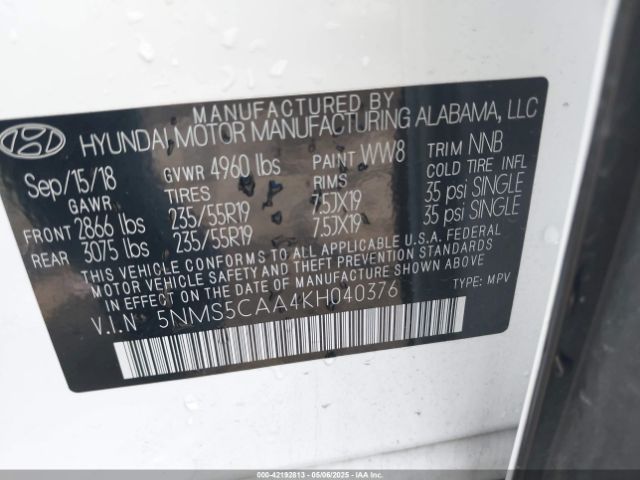 MANUFACTURED BY
HYUNDAI MOTOR MANUFACTURING ALABAMA, LLC
Sep/15/18 GVWR 4960 lbs PAINT WW8 TRIM NNB
GAWR TIRES RIMS COLD TIRE INFL
FRONT 2866 lbs 235/55R19 7.5JX19 35 psi SINGLE
REAR 3075 lbs 235/55R19 7.5JX19 35 psi SINGLE
THIS VEHICLE CONFORMS TO ALL APPLICABLE U.S.A. FEDERAL
MOTOR VEHICLE SAFETY AND THEFT PREVENTION STANDARDS
IN EFFECT ON THE DATE OF MANUFACTURE SHOWN ABOVE.
V.I.N 5NMS5CAA4KH040376 TYPE: MPV
000-42192813 - 05/06/2025 - IAAI.COM